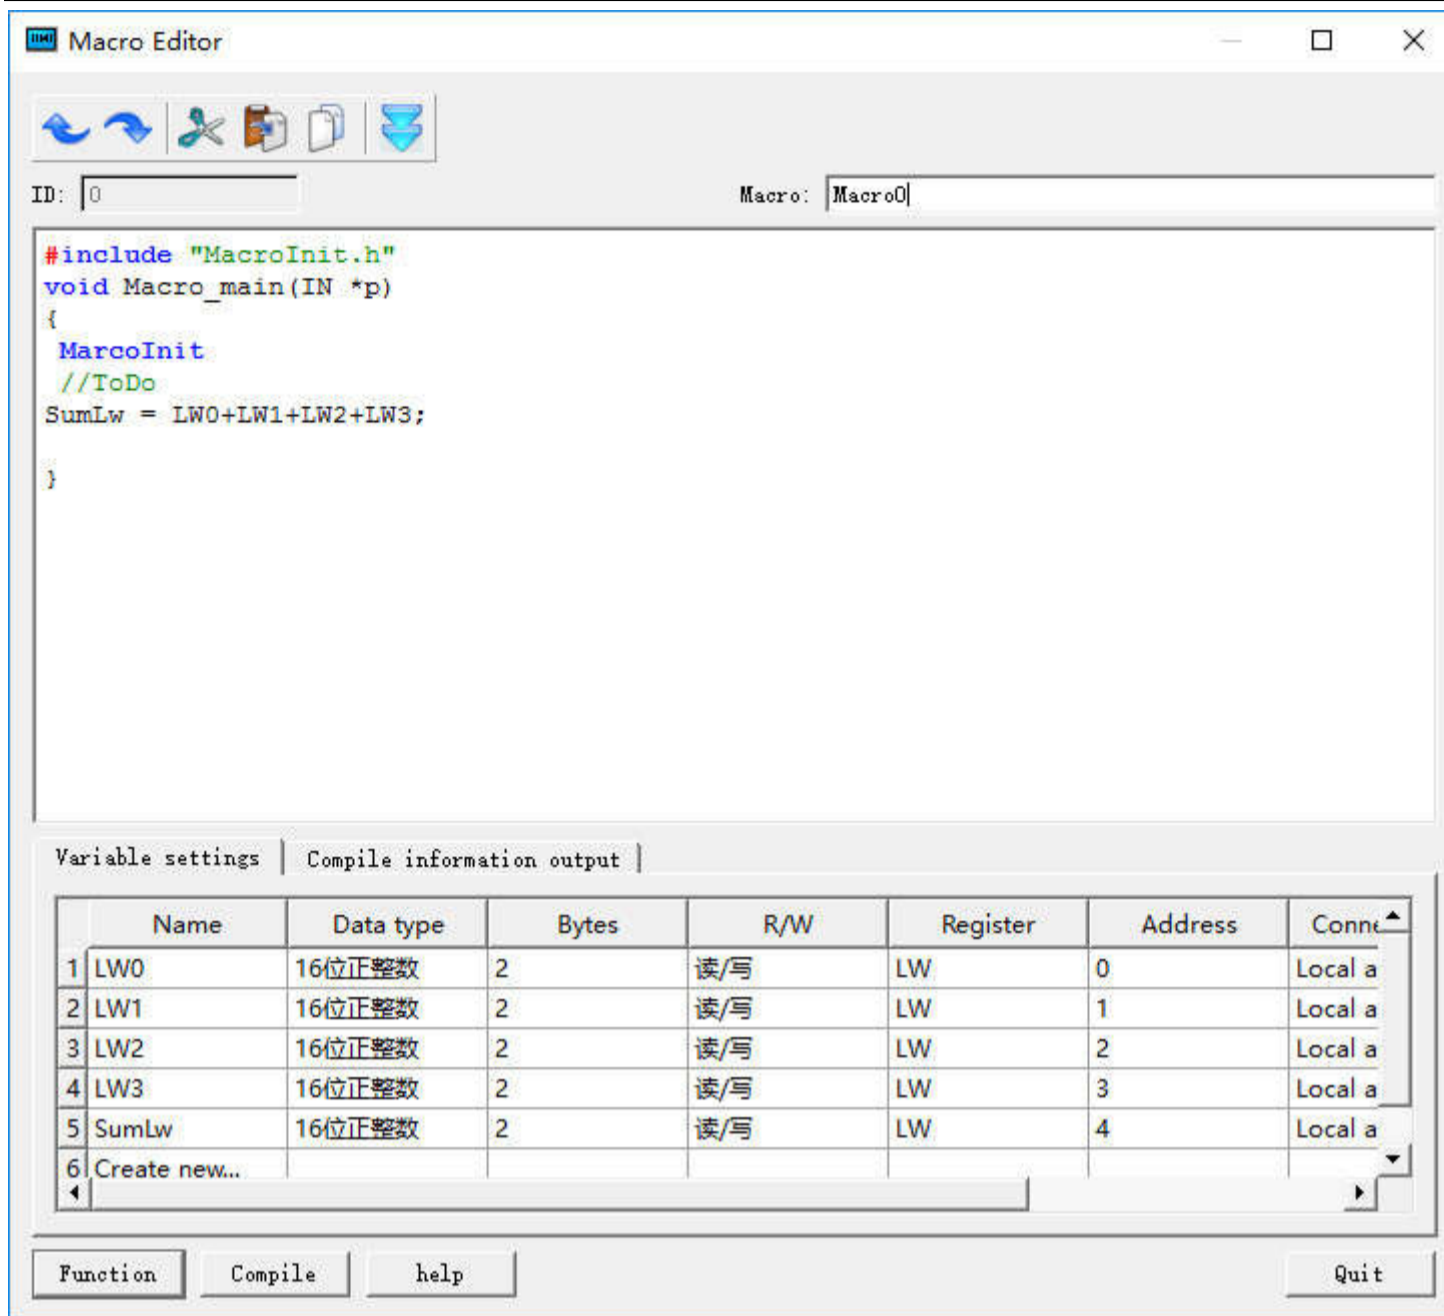 Macro Editor
ID: 0 Macro: Macro0
#include "MacroInit.h"
void Macro_main(IN *p)
{
MarcoInit
//ToDo
SumLw = LW0+LW1+LW2+LW3;
}
Variable settings Compile information output
Name Data type Bytes R/W Register Address Conne
1 LW0 16位正整数 2 读/写 LW 0 Local a
2 LW1 16位正整数 2 读/写 LW 1 Local a
3 LW2 16位正整数 2 读/写 LW 2 Local a
4 LW3 16位正整数 2 读/写 LW 3 Local a
5 SumLw 16位正整数 2 读/写 LW 4 Local a
6 Create new...
Function Compile help Quit